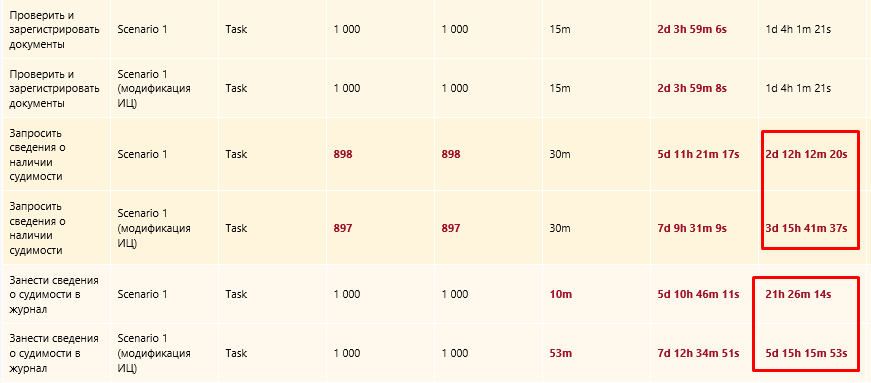 Проверить и
зарегистрировать
документы
Scenario 1
Task
1 000
1 000
15m
2d 3h 59m 6s
1d 4h 1m 21s
Проверить и
зарегистрировать
документы
Scenario 1
(модификация
ИЦ)
Task
1 000
1 000
15m
2d 3h 59m 8s
1d 4h 1m 21s
Запросить
сведения о
наличии
судимости
Scenario 1
Task
898
898
30m
5d 11h 21m 17s
2d 12h 12m 20s
Запросить
сведения о
наличии
судимости
Scenario 1
(модификация
ИЦ)
Task
897
897
30m
7d 9h 31m 9s
3d 15h 41m 37s
Занести сведения
о судимости в
журнал
Scenario 1
Task
1 000
1 000
10m
5d 10h 46m 11s
21h 26m 14s
Занести сведения
о судимости в
журнал
Scenario 1
(модификация
ИЦ)
Task
1 000
1 000
53m
7d 12h 34m 51s
5d 15h 15m 53s